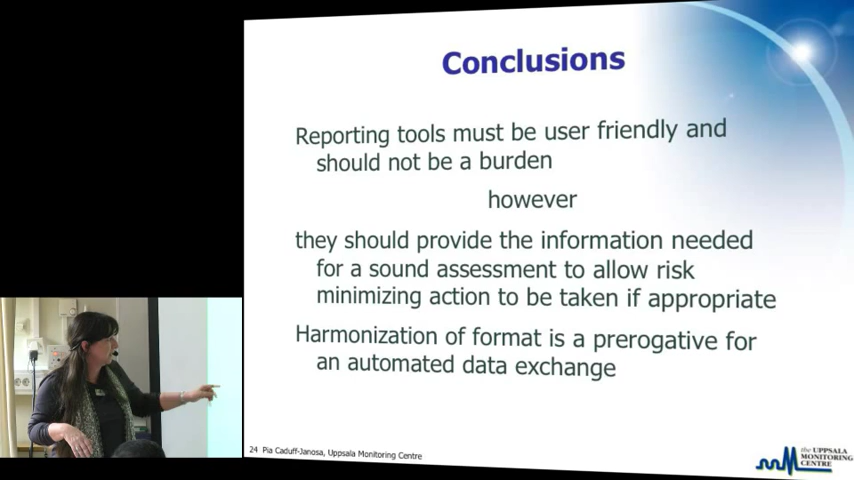 Conclusions
Reporting tools must be user friendly and
should not be a burden
however
they should provide the information needed
for a sound assessment to allow risk
minimizing action to be taken if appropriate
Harmonization of format is a prerogative for
an automated data exchange
24 Pia Caduff-Janosa, Uppsala Monitoring Centre
the UPPSALA
MONITORING
CENTRE